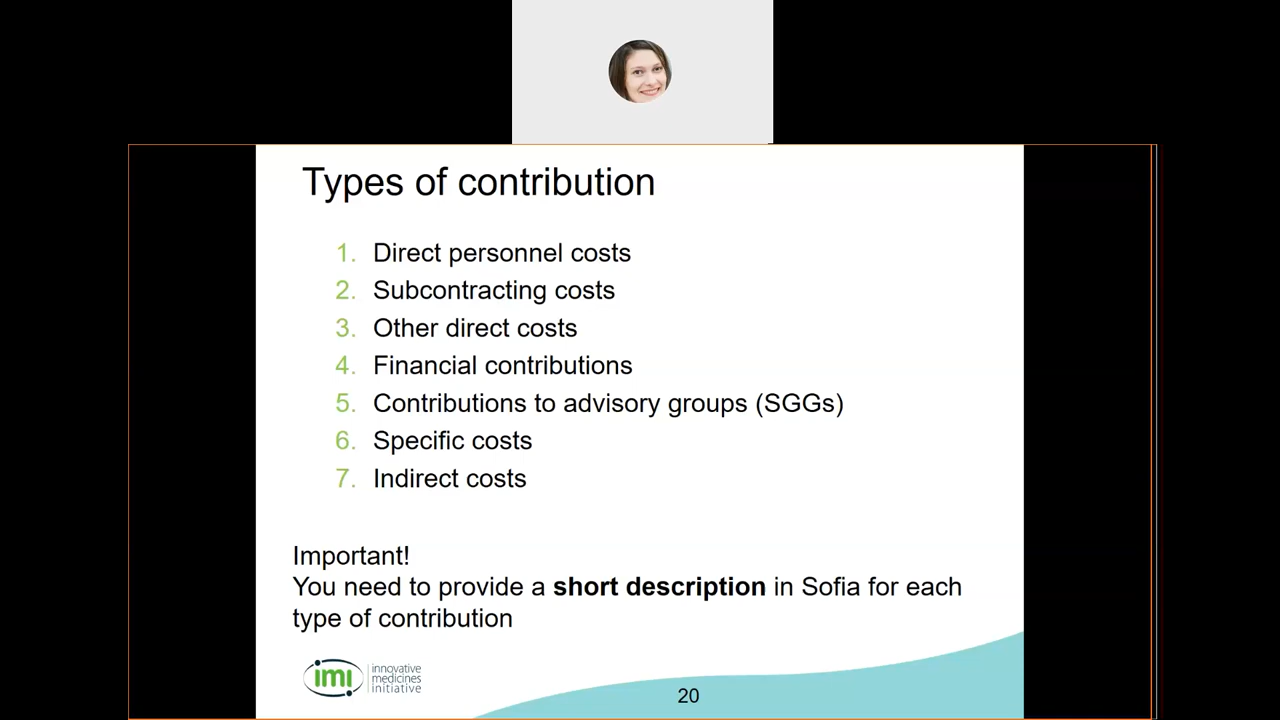 Types of contribution
1. Direct personnel costs
2. Subcontracting costs
3. Other direct costs
4. Financial contributions
5. Contributions to advisory groups (SGGs)
6. Specific costs
7. Indirect costs
Important!
You need to provide a short description in Sofia for each
type of contribution
imi
innovative
medicines
initiative
20